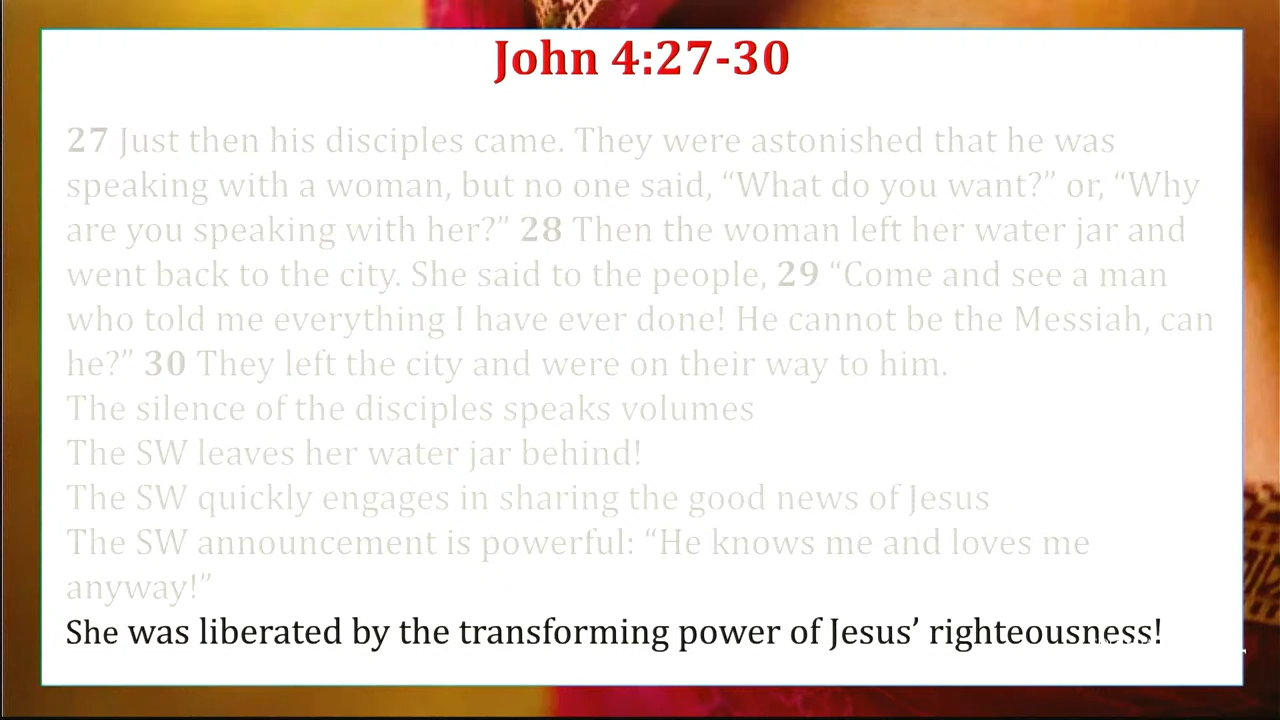 John 4:27-30
27 Just then his disciples came. They were astonished that he was
speaking with a woman, but no one said, “What do you want?” or, “Why
are you speaking with her?” 28 Then the woman left her water jar and
went back to the city. She said to the people, 29 “Come and see a man
who told me everything I have ever done! He cannot be the Messiah, can
he?” 30 They left the city and were on their way to him.
The silence of the disciples speaks volumes
The SW leaves her water jar behind!
The SW quickly engages in sharing the good news of Jesus
The SW announcement is powerful: “He knows me and loves me
anyway!”
She was liberated by the transforming power of Jesus’ righteousness!